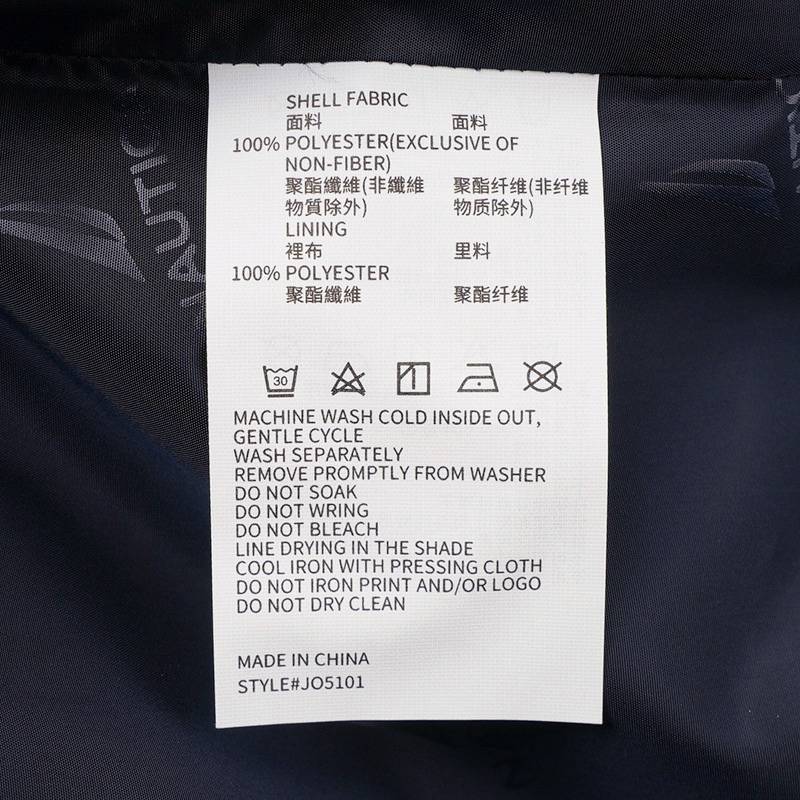 SHELL FABRIC
面料 面料
100% POLYESTER(EXCLUSIVE OF
NON-FIBER)
聚酯纖維(非纖維 聚酯纤维(非纤维
物質除外) 物质除外)
LINING
裡布 里料
100% POLYESTER
聚酯纖維 聚酯纤维
30
MACHINE WASH COLD INSIDE OUT,
GENTLE CYCLE
WASH SEPARATELY
REMOVE PROMPTLY FROM WASHER
DO NOT SOAK
DO NOT WRING
DO NOT BLEACH
LINE DRYING IN THE SHADE
COOL IRON WITH PRESSING CLOTH
DO NOT IRON PRINT AND/OR LOGO
DO NOT DRY CLEAN
MADE IN CHINA
STYLE#JO5101